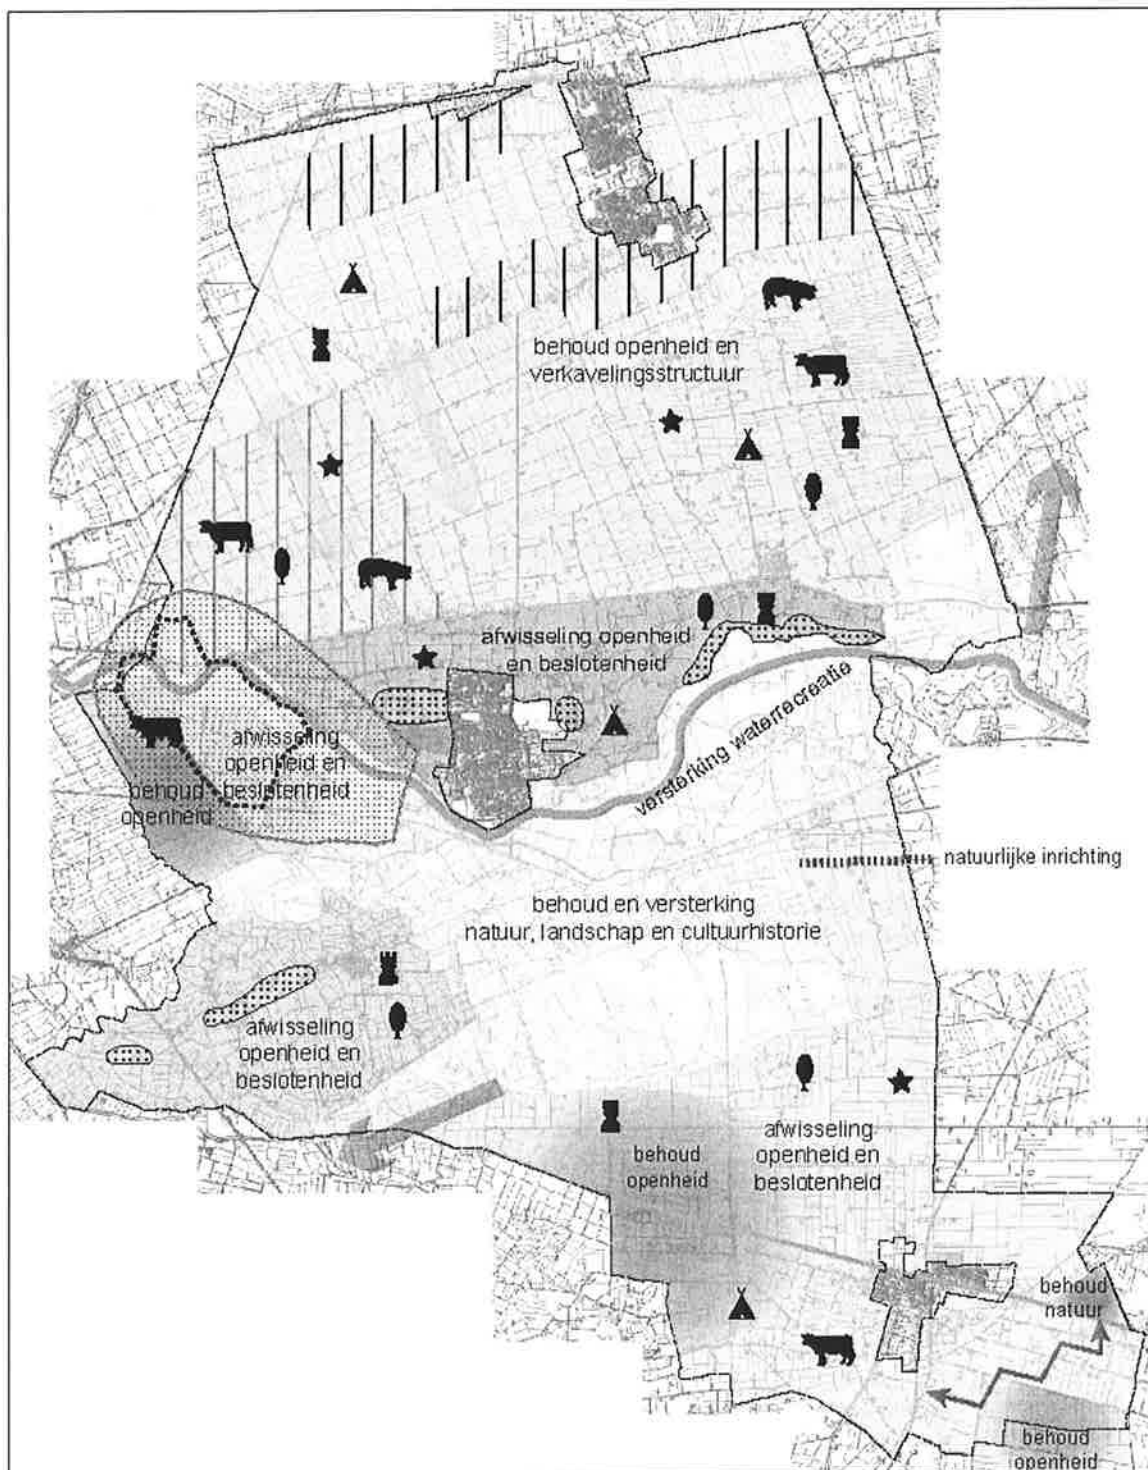 behoud openheid en
verkavelingsstructuur
afwisseling openheid
en beslotenheid
afwisseling
openheid en
beslotenheid
behoud
openheid
versterking waterrecreatie
natuurlijke inrichting
behoud en versterking
natuur, landschap en cultuurhistorie
afwisseling
openheid en
beslotenheid
behoud
openheid
afwisseling
openheid en
beslotenheid
behoud
natuur
behoud
openheid